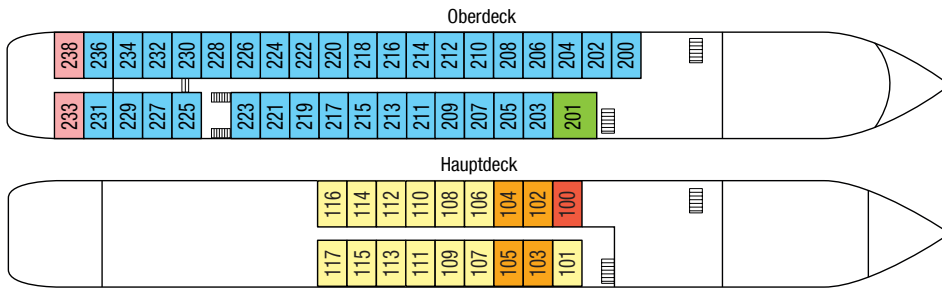 Oberdeck
238 236 234 232 230 228 226 224 222 220 218 216 214 212 210 208 206 204 202 200
233 231 229 227 225 223 221 219 217 215 213 211 209 207 205 203 201
Hauptdeck
116 114 112 110 108 106 104 102 100
117 115 113 111 109 107 105 103 101